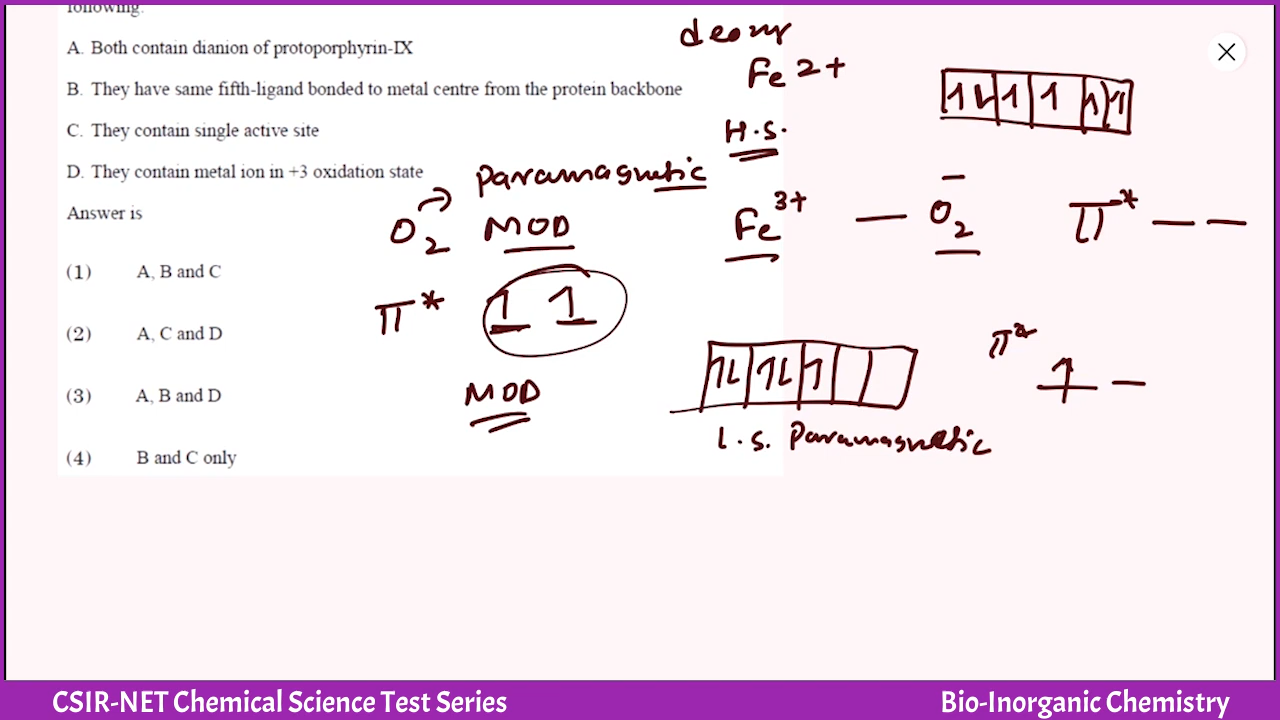 following:
A. Both contain dianion of protoporphyrin-IX
B. They have same fifth-ligand bonded to metal centre from the protein backbone
C. They contain single active site
D. They contain metal ion in +3 oxidation state
Answer is
(1) A, B and C
(2) A, C and D
(3) A, B and D
(4) B and C only
deoxy
Fe 2+
H.S.
Paramagnetic
O2 MOD
π* 1 1
MOD
Fe3+ — O2-
π* — —
π* 1 —
L.S. Paramagnetic
CSIR-NET Chemical Science Test Series
Bio-Inorganic Chemistry